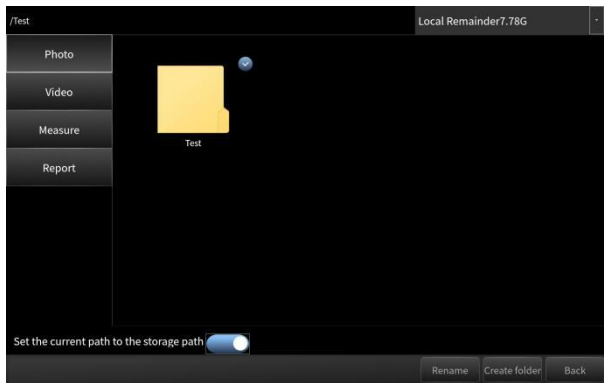 /Test
Local Remainder7.78G
Photo
Video
Measure
Report
Test
Set the current path to the storage path
Rename Create folder Back